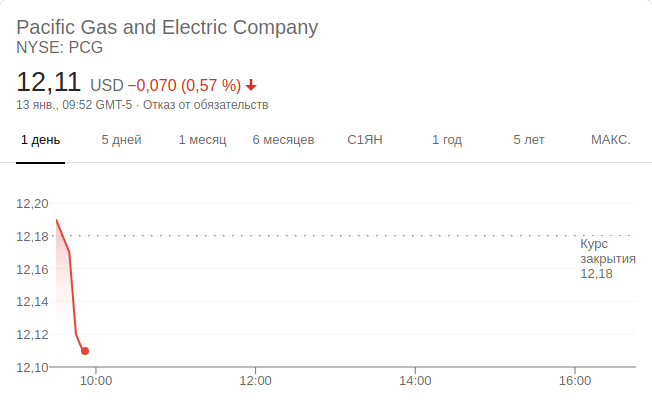 Pacific Gas and Electric Company
NYSE: PCG
12,11 USD −0,070 (0,57 %)
13 янв., 09:52 GMT-5 · Отказ от обязательств
1 день 5 дней 1 месяц 6 месяцев С1ЯН 1 год 5 лет МАКС.
12,20
12,18
Курс
закрытия
12,18
12,16
12,14
12,12
12,10
10:00 12:00 14:00 16:00